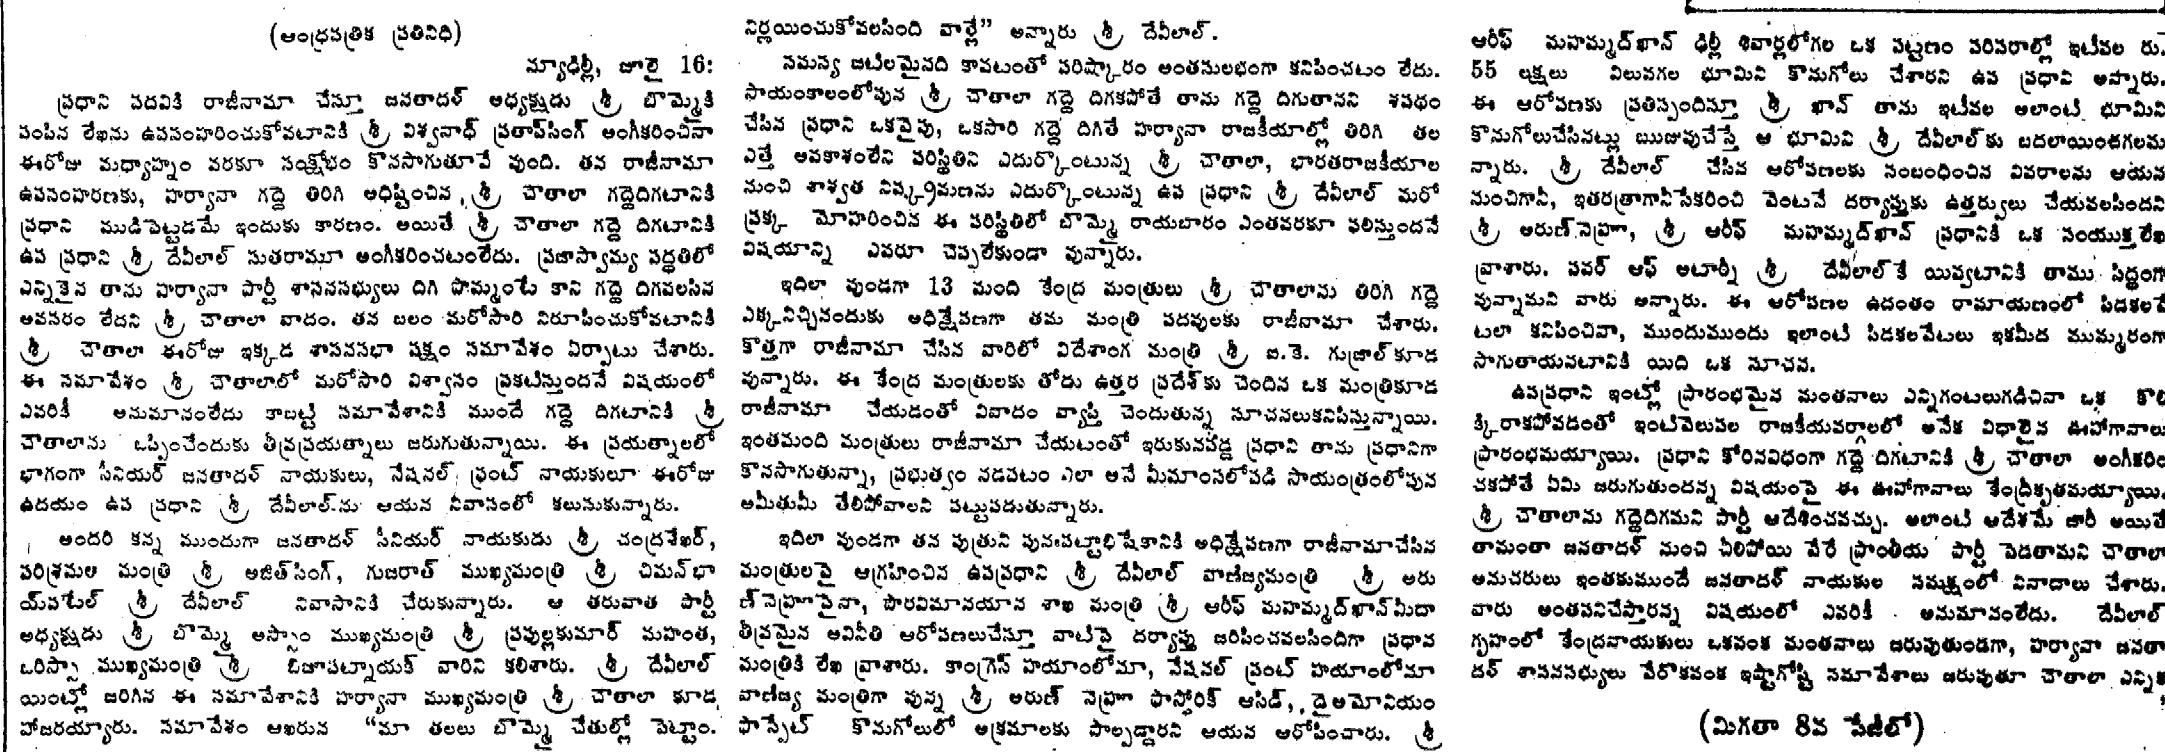 (ఆంధ్రపత్రిక ప్రతినిధి)
న్యూఢిల్లీ, జూలై 16:
ప్రధాని పదవికి రాజీనామా చేస్తూ జనతాదళ్ అధ్యక్షుడు శ్రీ బొమ్మైకి
పంపిన లేఖను ఉపసంహరించుకోవటానికి శ్రీ విశ్వనాధ్ ప్రతాప్‌సింగ్ అంగీకరించినా
ఈరోజు మధ్యాహ్నం వరకూ సంక్షోభం కొనసాగుతూనే వుంది. తన రాజీనామా
ఉపసంహరణకు, హర్యానా గద్దె తిరిగి అధిష్టించిన శ్రీ చౌతాలా గద్దెదిగటానికి
ప్రధాని ముడిపెట్టడమే ఇందుకు కారణం. అయితే శ్రీ చౌతాలా గద్దె దిగటానికి
ఉప ప్రధాని శ్రీ దేవీలాల్ సుతరామూ అంగీకరించటంలేదు. ప్రజాస్వామ్య పద్ధతిలో
ఎన్నికైన తాను హర్యానా పార్టీ శాసనసభ్యులు దిగి పొమ్మంటే కాని గద్దె దిగవలసిన
అవసరం లేదని శ్రీ చౌతాలా వాదం. తన బలం మరోసారి నిరూపించుకోవటానికి
శ్రీ చౌతాలా ఈరోజు ఇక్కడ శాసనసభా పక్షం సమావేశం ఏర్పాటు చేశారు.
ఈ సమావేశం శ్రీ చౌతాలాలో మరోసారి విశ్వాసం ప్రకటిస్తుందనే విషయంలో
ఎవరికీ అనుమానంలేదు కాబట్టి సమావేశానికి ముందే గద్దె దిగటానికి శ్రీ
చౌతాలాను ఒప్పించేందుకు తీవ్రప్రయత్నాలు జరుగుతున్నాయి. ఈ ప్రయత్నాలలో
భాగంగా సీనియర్ జనతాదళ్ నాయకులు, నేషనల్ ఫ్రంట్ నాయకులూ ఈరోజు
ఉదయం ఉప ప్రధాని శ్రీ దేవీలాల్‌ను ఆయన నివాసంలో కలుసుకున్నారు.
అందరి కన్న ముందుగా జనతాదళ్ సీనియర్ నాయకుడు శ్రీ చంద్రశేఖర్,
పరిశ్రమల మంత్రి శ్రీ అజిత్‌సింగ్, గుజరాత్ ముఖ్యమంత్రి శ్రీ చిమన్‌భా
య్‌పటేల్ శ్రీ దేవీలాల్ నివాసానికి చేరుకున్నారు. ఆ తరువాత పార్టీ
అధ్యక్షుడు శ్రీ బొమ్మై అస్సాం ముఖ్యమంత్రి శ్రీ ప్రఫుల్లకుమార్ మహంత,
ఒరిస్సా ముఖ్యమంత్రి శ్రీ బిజూపట్నాయక్ వారిని కలిశారు. శ్రీ దేవీలాల్
యింట్లో జరిగిన ఈ సమావేశానికి హర్యానా ముఖ్యమంత్రి శ్రీ చౌతాలా కూడ
హాజరయ్యారు. సమావేశం ఆఖరున “మా తలలు బొమ్మై చేతుల్లో పెట్టాం.
నిర్ణయించుకోవలసింది వాళ్లే” అన్నారు శ్రీ దేవీలాల్.
సమస్య జటిలమైనది కావటంతో పరిష్కారం అంతసులభంగా కనిపించటం లేదు.
సాయంకాలంలోపున శ్రీ చౌతాలా గద్దె దిగకపోతే తాను గద్దె దిగుతానని శపథం
చేసిన ప్రధాని ఒకవైపు, ఒకసారి గద్దె దిగితే హర్యానా రాజకీయాల్లో తిరిగి తల
ఎత్తే అవకాశంలేని పరిస్థితిని ఎదుర్కొంటున్న శ్రీ చౌతాలా, భారతరాజకీయాల
నుంచి శాశ్వత నిష్క్రమణను ఎదుర్కొంటున్న ఉప ప్రధాని శ్రీ దేవీలాల్ మరో
ప్రక్క మోహరించిన ఈ పరిస్థితిలో బొమ్మై రాయబారం ఎంతవరకూ ఫలిస్తుందనే
విషయాన్ని ఎవరూ చెప్పలేకుండా వున్నారు.
ఇదిలా వుండగా 13 మంది కేంద్ర మంత్రులు శ్రీ చౌతాలాను తిరిగి గద్దె
ఎక్కనిచ్చినందుకు అధిక్షేపణగా తమ మంత్రి పదవులకు రాజీనామా చేశారు.
కొత్తగా రాజీనామా చేసిన వారిలో విదేశాంగ మంత్రి శ్రీ ఐ.కె. గుజ్రాల్‌కూడ
వున్నారు. ఈ కేంద్ర మంత్రులకు తోడు ఉత్తర ప్రదేశ్‌కు చెందిన ఒక మంత్రికూడ
రాజీనామా చేయడంతో వివాదం వ్యాప్తి చెందుతున్న సూచనలుకనిపిస్తున్నాయి.
ఇంతమంది మంత్రులు రాజీనామా చేయటంతో ఇరుకునపడ్డ ప్రధాని తాను ప్రధానిగా
కొనసాగుతున్నా, ప్రభుత్వం నడపటం ఎలా అనే మీమాంసలోపడి సాయంత్రంలోపున
అమీతుమీ తేలిపోవాలని పట్టుపడుతున్నారు.
ఇదిలా వుండగా తన పుత్రుని పునఃపట్టాభిషేకానికి అధిక్షేపణగా రాజీనామాచేసిన
మంత్రులపై ఆగ్రహించిన ఉపప్రధాని శ్రీ దేవీలాల్ వాణిజ్యమంత్రి శ్రీ అరు
ణ్‌నెహ్రూపైనా, పౌరవిమానయాన శాఖ మంత్రి శ్రీ ఆరీఫ్ మహమ్మద్‌ఖాన్‌మీదా
తీవ్రమైన అవినీతి ఆరోపణలుచేస్తూ వాటిపై దర్యాప్తు జరిపించవలసిందిగా ప్రధాన
మంత్రికి లేఖ వ్రాశారు. కాంగ్రెస్ హయాంలోమా, నేషనల్ ఫ్రంట్ హయాంలోమా
వాణిజ్య మంత్రిగా వున్న శ్రీ అరుణ్ నెహ్రూ ఫాస్ఫోరిక్ ఆసిడ్, డైఅమోనియం
ఫాస్ఫేట్ కొనుగోలులో అక్రమాలకు పాల్పడ్డారని ఆయన ఆరోపించారు. శ్రీ
ఆరీఫ్ మహమ్మద్‌ఖాన్ ఢిల్లీ శివార్లలోగల ఒక పట్టణం పరిసరాల్లో ఇటీవల రు.
55 లక్షలు విలువగల భూమిని కొనుగోలు చేశారని ఉప ప్రధాని అన్నారు.
ఈ ఆరోపణకు ప్రతిస్పందిస్తూ శ్రీ ఖాన్ తాను ఇటీవల అలాంటి భూమిని
కొనుగోలుచేసినట్లు ఋజువుచేస్తే ఆ భూమిని శ్రీ దేవీలాల్‌కు బదలాయించగలమ
న్నారు. శ్రీ దేవీలాల్ చేసిన ఆరోపణలకు సంబంధించిన వివరాలను ఆయన
నుంచిగానీ, ఇతరత్రాగానీసేకరించి వెంటనే దర్యాప్తుకు ఉత్తర్వులు చేయవలసిందని
శ్రీ అరుణ్‌నెహ్రూ, శ్రీ ఆరీఫ్ మహమ్మద్‌ఖాన్ ప్రధానికి ఒక సంయుక్తలేఖ
వ్రాశారు. పవర్ ఆఫ్ అటార్నీ శ్రీ దేవీలాల్‌కే యివ్వటానికి తాము సిద్ధంగా
వున్నామని వారు అన్నారు. ఈ ఆరోపణల ఉదంతం రామాయణంలో పిడకలవే
టలా కనిపించినా, ముందుముందు ఇలాంటి పిడకలవేటలు ఇకమీద ముమ్మరంగా
సాగుతాయనటానికి యిది ఒక సూచన.
ఉపప్రధాని ఇంట్లో ప్రారంభమైన మంతనాలు ఎన్నిగంటలుగడిచినా ఒక కొలి
క్కిరాకపోవడంతో ఇంటివెలుపల రాజకీయవర్గాలలో అనేక విధాలైన ఊహాగానాలు
ప్రారంభమయ్యాయి. ప్రధాని కోరినవిధంగా గద్దె దిగటానికి శ్రీ చౌతాలా అంగీకరిం
చకపోతే ఏమి జరుగుతుందన్న విషయంపై ఈ ఊహాగానాలు కేంద్రీకృతమయ్యాయి.
శ్రీ చౌతాలాను గద్దెదిగమని పార్టీ ఆదేశించవచ్చు. అలాంటి ఆదేశమే జారీ అయితే
తామంతా జనతాదళ్ నుంచి చీలిపోయి వేరే ప్రాంతీయ పార్టీ పెడతామని చౌతాలా
అనుచరులు ఇంతకుముందే జనతాదళ్ నాయకుల సమక్షంలో వినాదాలు చేశారు.
వారు అంతపనిచేస్తారన్న విషయంలో ఎవరికీ అనుమానంలేదు. దేవీలాల్
గృహంలో కేంద్రనాయకులు ఒకవంక మంతనాలు జరుపుతుండగా, హర్యానా జనతా
దళ్ శాసనసభ్యులు వేరొకవంక ఇష్టాగోష్టి సమావేశాలు జరుపుతూ చౌతాలా ఎన్నిక
(మిగతా 8వ పేజీలో)